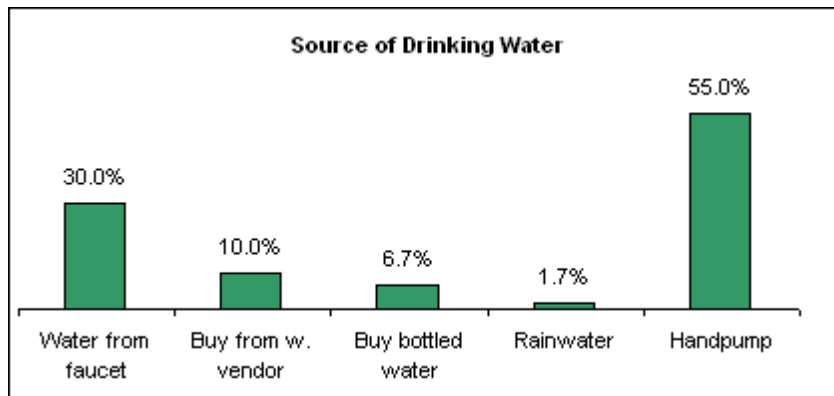 Source of Drinking Water
55.0%
30.0%
10.0%
6.7%
1.7%
Water from
faucet
Buy from w.
vendor
Buy bottled
water
Rainwater
Handpump